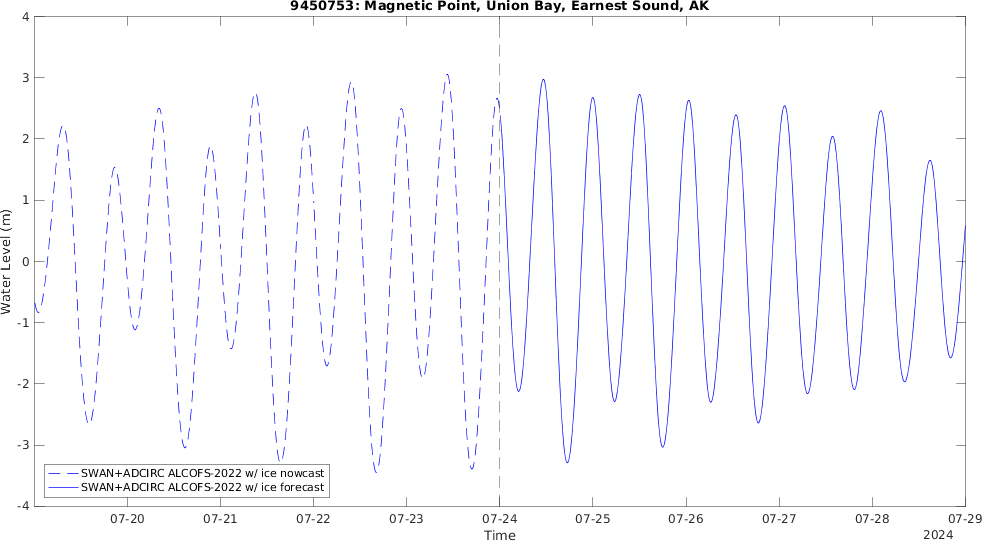 9450753: Magnetic Point, Union Bay, Earnest Sound, AK
4
3
2
1
0
-1
-2
-3
-4
Water Level (m)
SWAN+ADCIRC ALCOFS-2022 w/ ice nowcast
SWAN+ADCIRC ALCOFS-2022 w/ ice forecast
07-20 07-21 07-22 07-23 07-24 07-25 07-26 07-27 07-28 07-29
Time
2024